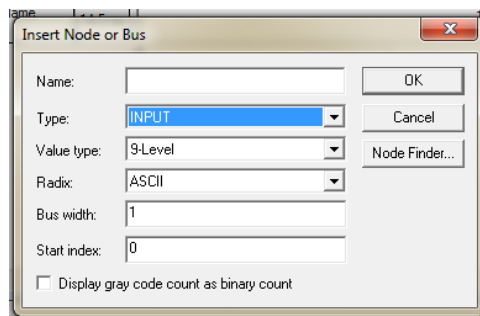 ame
Insert Node or Bus
Name:
OK
Type: INPUT
Cancel
Value type: 9-Level
Node Finder...
Radix: ASCII
Bus width: 1
Start index: 0
Display gray code count as binary count